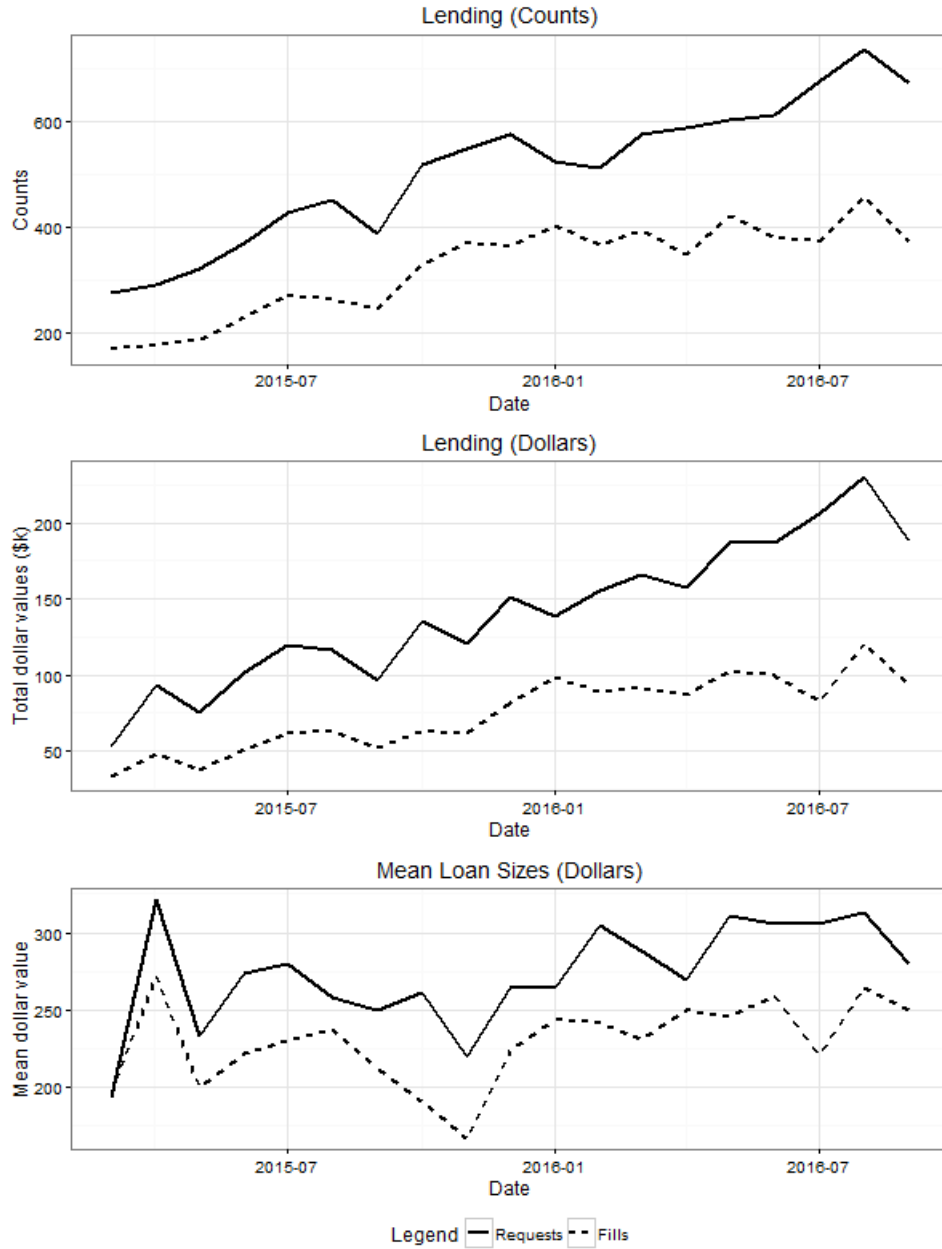 Lending (Counts)
Counts
600
400
200
2015-07 2016-01 2016-07
Date
Lending (Dollars)
Total dollar values ($k)
200
150
100
50
2015-07 2016-01 2016-07
Date
Mean Loan Sizes (Dollars)
Mean dollar value
300
250
200
2015-07 2016-01 2016-07
Date
Legend Requests Fills